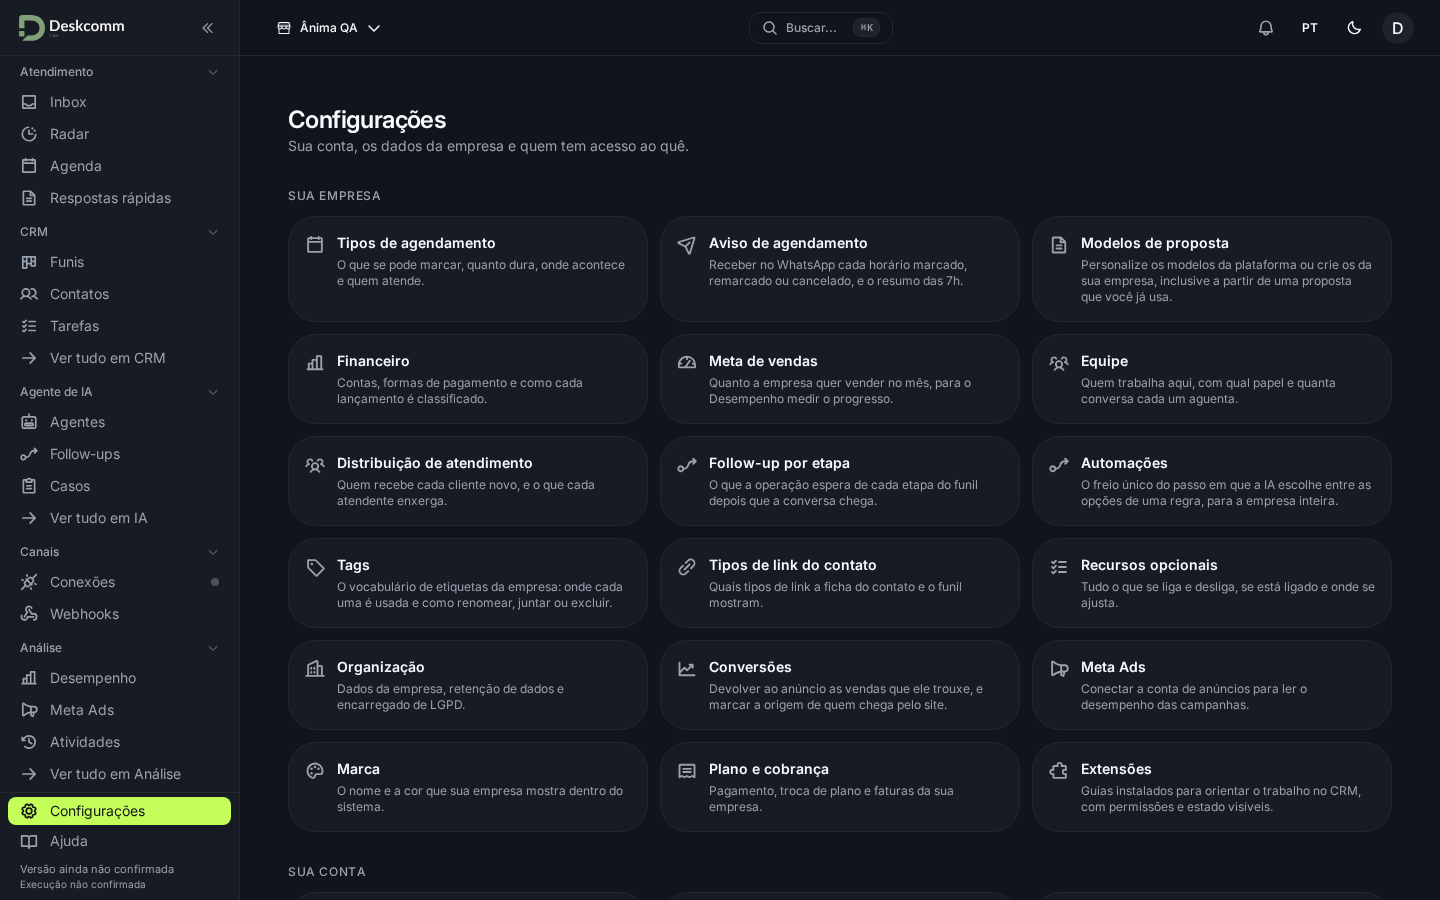 Deskcomm
Ânima QA
Buscar...
⌘K
PT
D
Atendimento
Inbox
Radar
Agenda
Respostas rápidas
CRM
Funis
Contatos
Tarefas
Ver tudo em CRM
Agente de IA
Agentes
Follow-ups
Casos
Ver tudo em IA
Canais
Conexões
Webhooks
Análise
Desempenho
Meta Ads
Atividades
Ver tudo em Análise
Configurações
Ajuda
Versão ainda não confirmada
Execução não confirmada
Configurações
Sua conta, os dados da empresa e quem tem acesso ao quê.
SUA EMPRESA
Tipos de agendamento
O que se pode marcar, quanto dura, onde acontece
e quem atende.
Aviso de agendamento
Receber no WhatsApp cada horário marcado,
remarcado ou cancelado, e o resumo das 7h.
Modelos de proposta
Personalize os modelos da plataforma ou crie os da
sua empresa, inclusive a partir de uma proposta
que você já usa.
Financeiro
Contas, formas de pagamento e como cada
lançamento é classificado.
Meta de vendas
Quanto a empresa quer vender no mês, para o
Desempenho medir o progresso.
Equipe
Quem trabalha aqui, com qual papel e quanta
conversa cada um aguenta.
Distribuição de atendimento
Quem recebe cada cliente novo, e o que cada
atendente enxerga.
Follow-up por etapa
O que a operação espera de cada etapa do funil
depois que a conversa chega.
Automações
O freio único do passo em que a IA escolhe entre as
opções de uma regra, para a empresa inteira.
Tags
O vocabulário de etiquetas da empresa: onde cada
uma é usada e como renomear, juntar ou excluir.
Tipos de link do contato
Quais tipos de link a ficha do contato e o funil
mostram.
Recursos opcionais
Tudo o que se liga e desliga, se está ligado e onde se
ajusta.
Organização
Dados da empresa, retenção de dados e
encarregado de LGPD.
Conversões
Devolver ao anúncio as vendas que ele trouxe, e
marcar a origem de quem chega pelo site.
Meta Ads
Conectar a conta de anúncios para ler o
desempenho das campanhas.
Marca
O nome e a cor que sua empresa mostra dentro do
sistema.
Plano e cobrança
Pagamento, troca de plano e faturas da sua
empresa.
Extensões
Guias instalados para orientar o trabalho no CRM,
com permissões e estado visíveis.
SUA CONTA